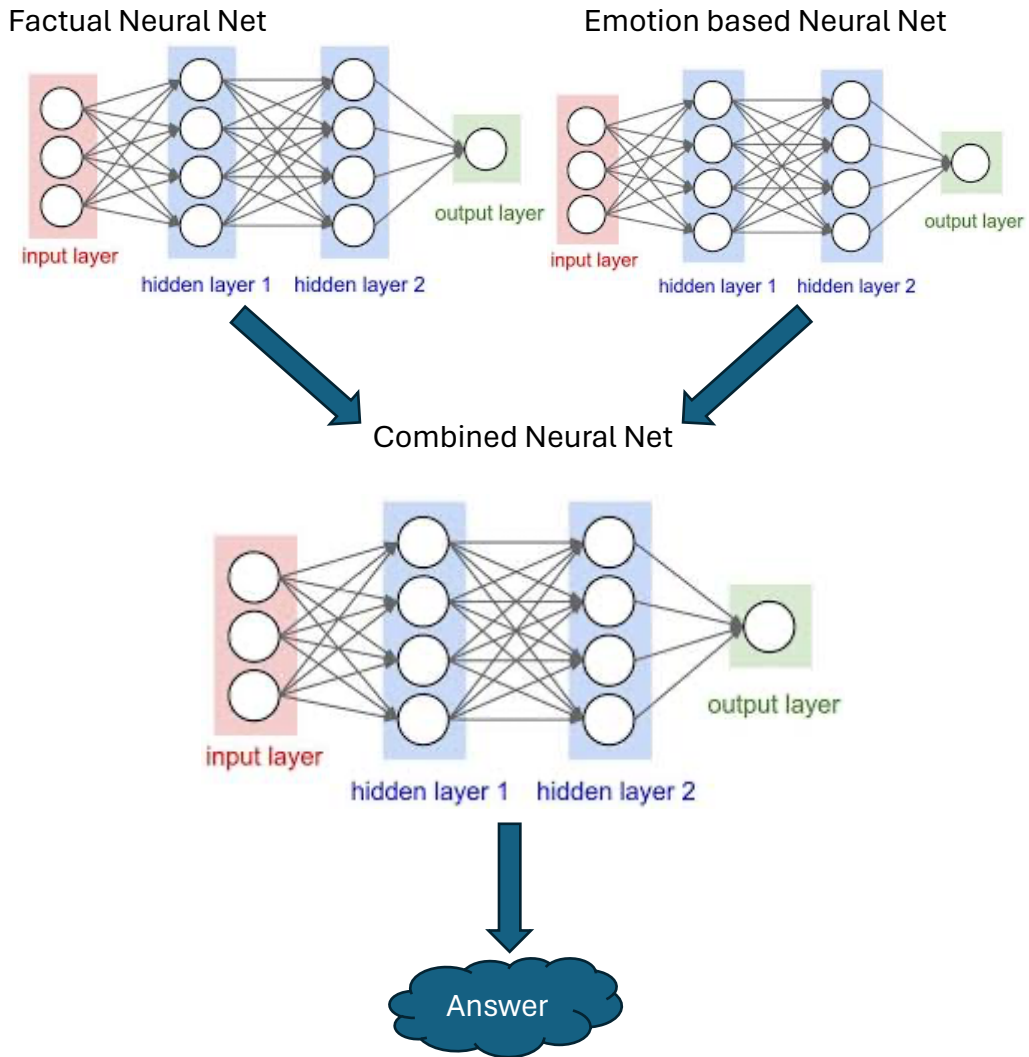 Factual Neural Net
Emotion based Neural Net
output layer
input layer
hidden layer 1
hidden layer 2
output layer
input layer
hidden layer 1
hidden layer 2
Combined Neural Net
output layer
input layer
hidden layer 1
hidden layer 2
Answer